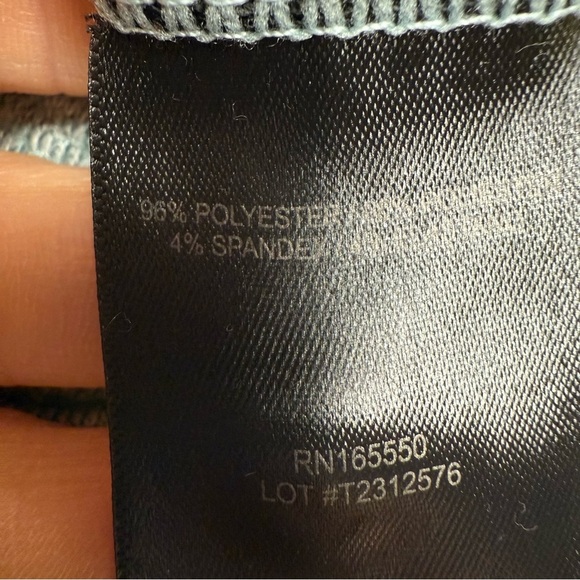 96% POLYESTER
4% SPANDEX
RN165550
LOT #T2312576